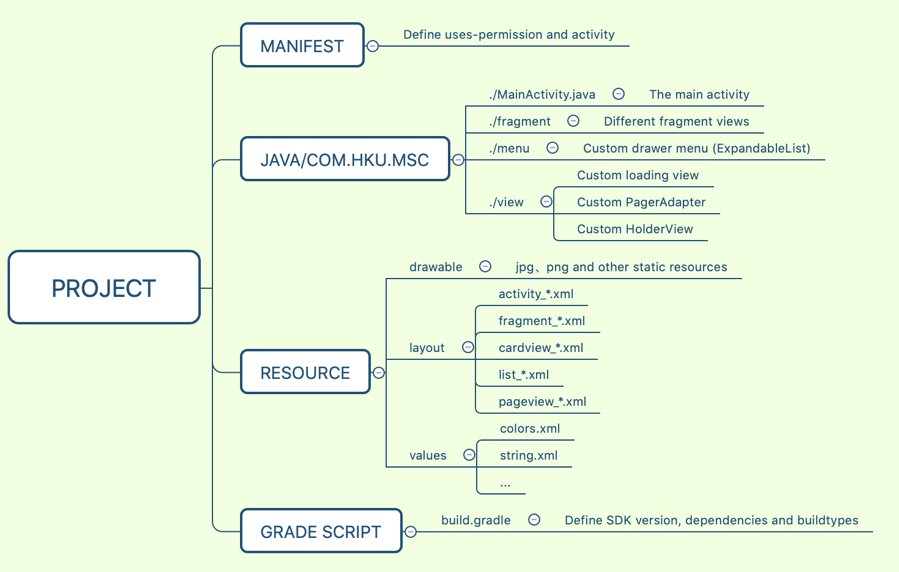 MANIFEST
Define uses-permission and activity
JAVA/COM.HKU.MSC
./MainActivity.java
The main activity
./fragment
Different fragment views
./menu
Custom drawer menu (ExpandableList)
./view
Custom loading view
Custom PagerAdapter
Custom HolderView
PROJECT
RESOURCE
drawable
jpg、png and other static resources
layout
activity_*.xml
fragment_*.xml
cardview_*.xml
list_*.xml
pageview_*.xml
values
colors.xml
string.xml
...
GRADE SCRIPT
build.gradle
Define SDK version, dependencies and buildtypes